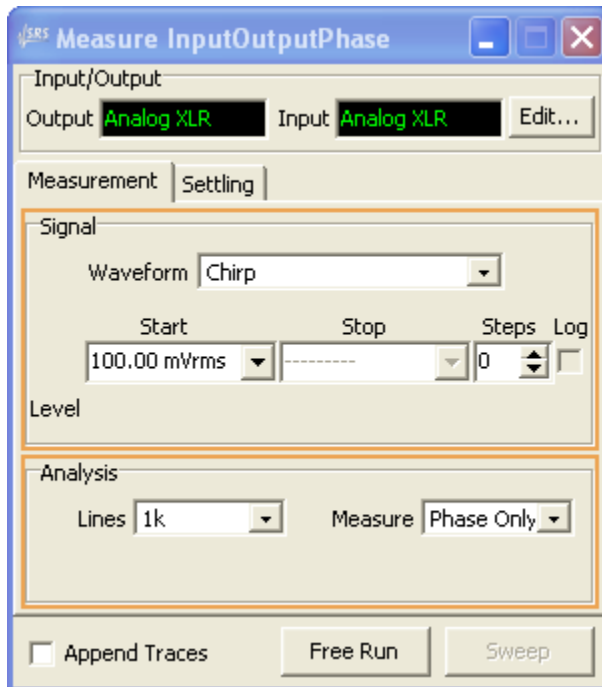 SRS Measure InputOutputPhase
Input/Output
Output Analog XLR Input Analog XLR Edit...
Measurement Settling
Signal
Waveform Chirp
Start Stop Steps Log
100.00 mVrms --------- 0
Level
Analysis
Lines 1k Measure Phase Only
Append Traces Free Run Sweep